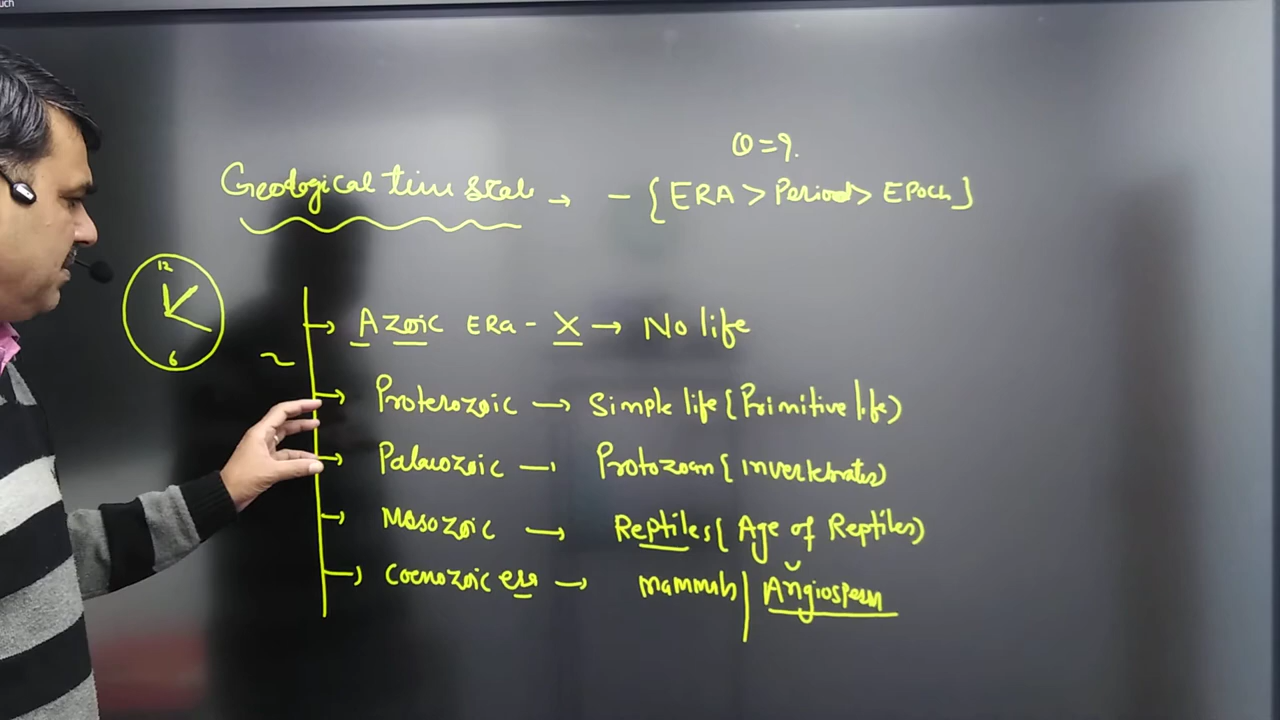 uch
Q = 9.
Geological time scale → - { ERA > Period > EPoch }
12
6
Azoic ERa - X → No life
Proterozoic → Simple life { Primitive life)
Palaeozoic → Protozoan { invertebrates)
Mesozoic → Reptiles { Age of Reptiles)
Coenozoic era → mammals | Angiosperm